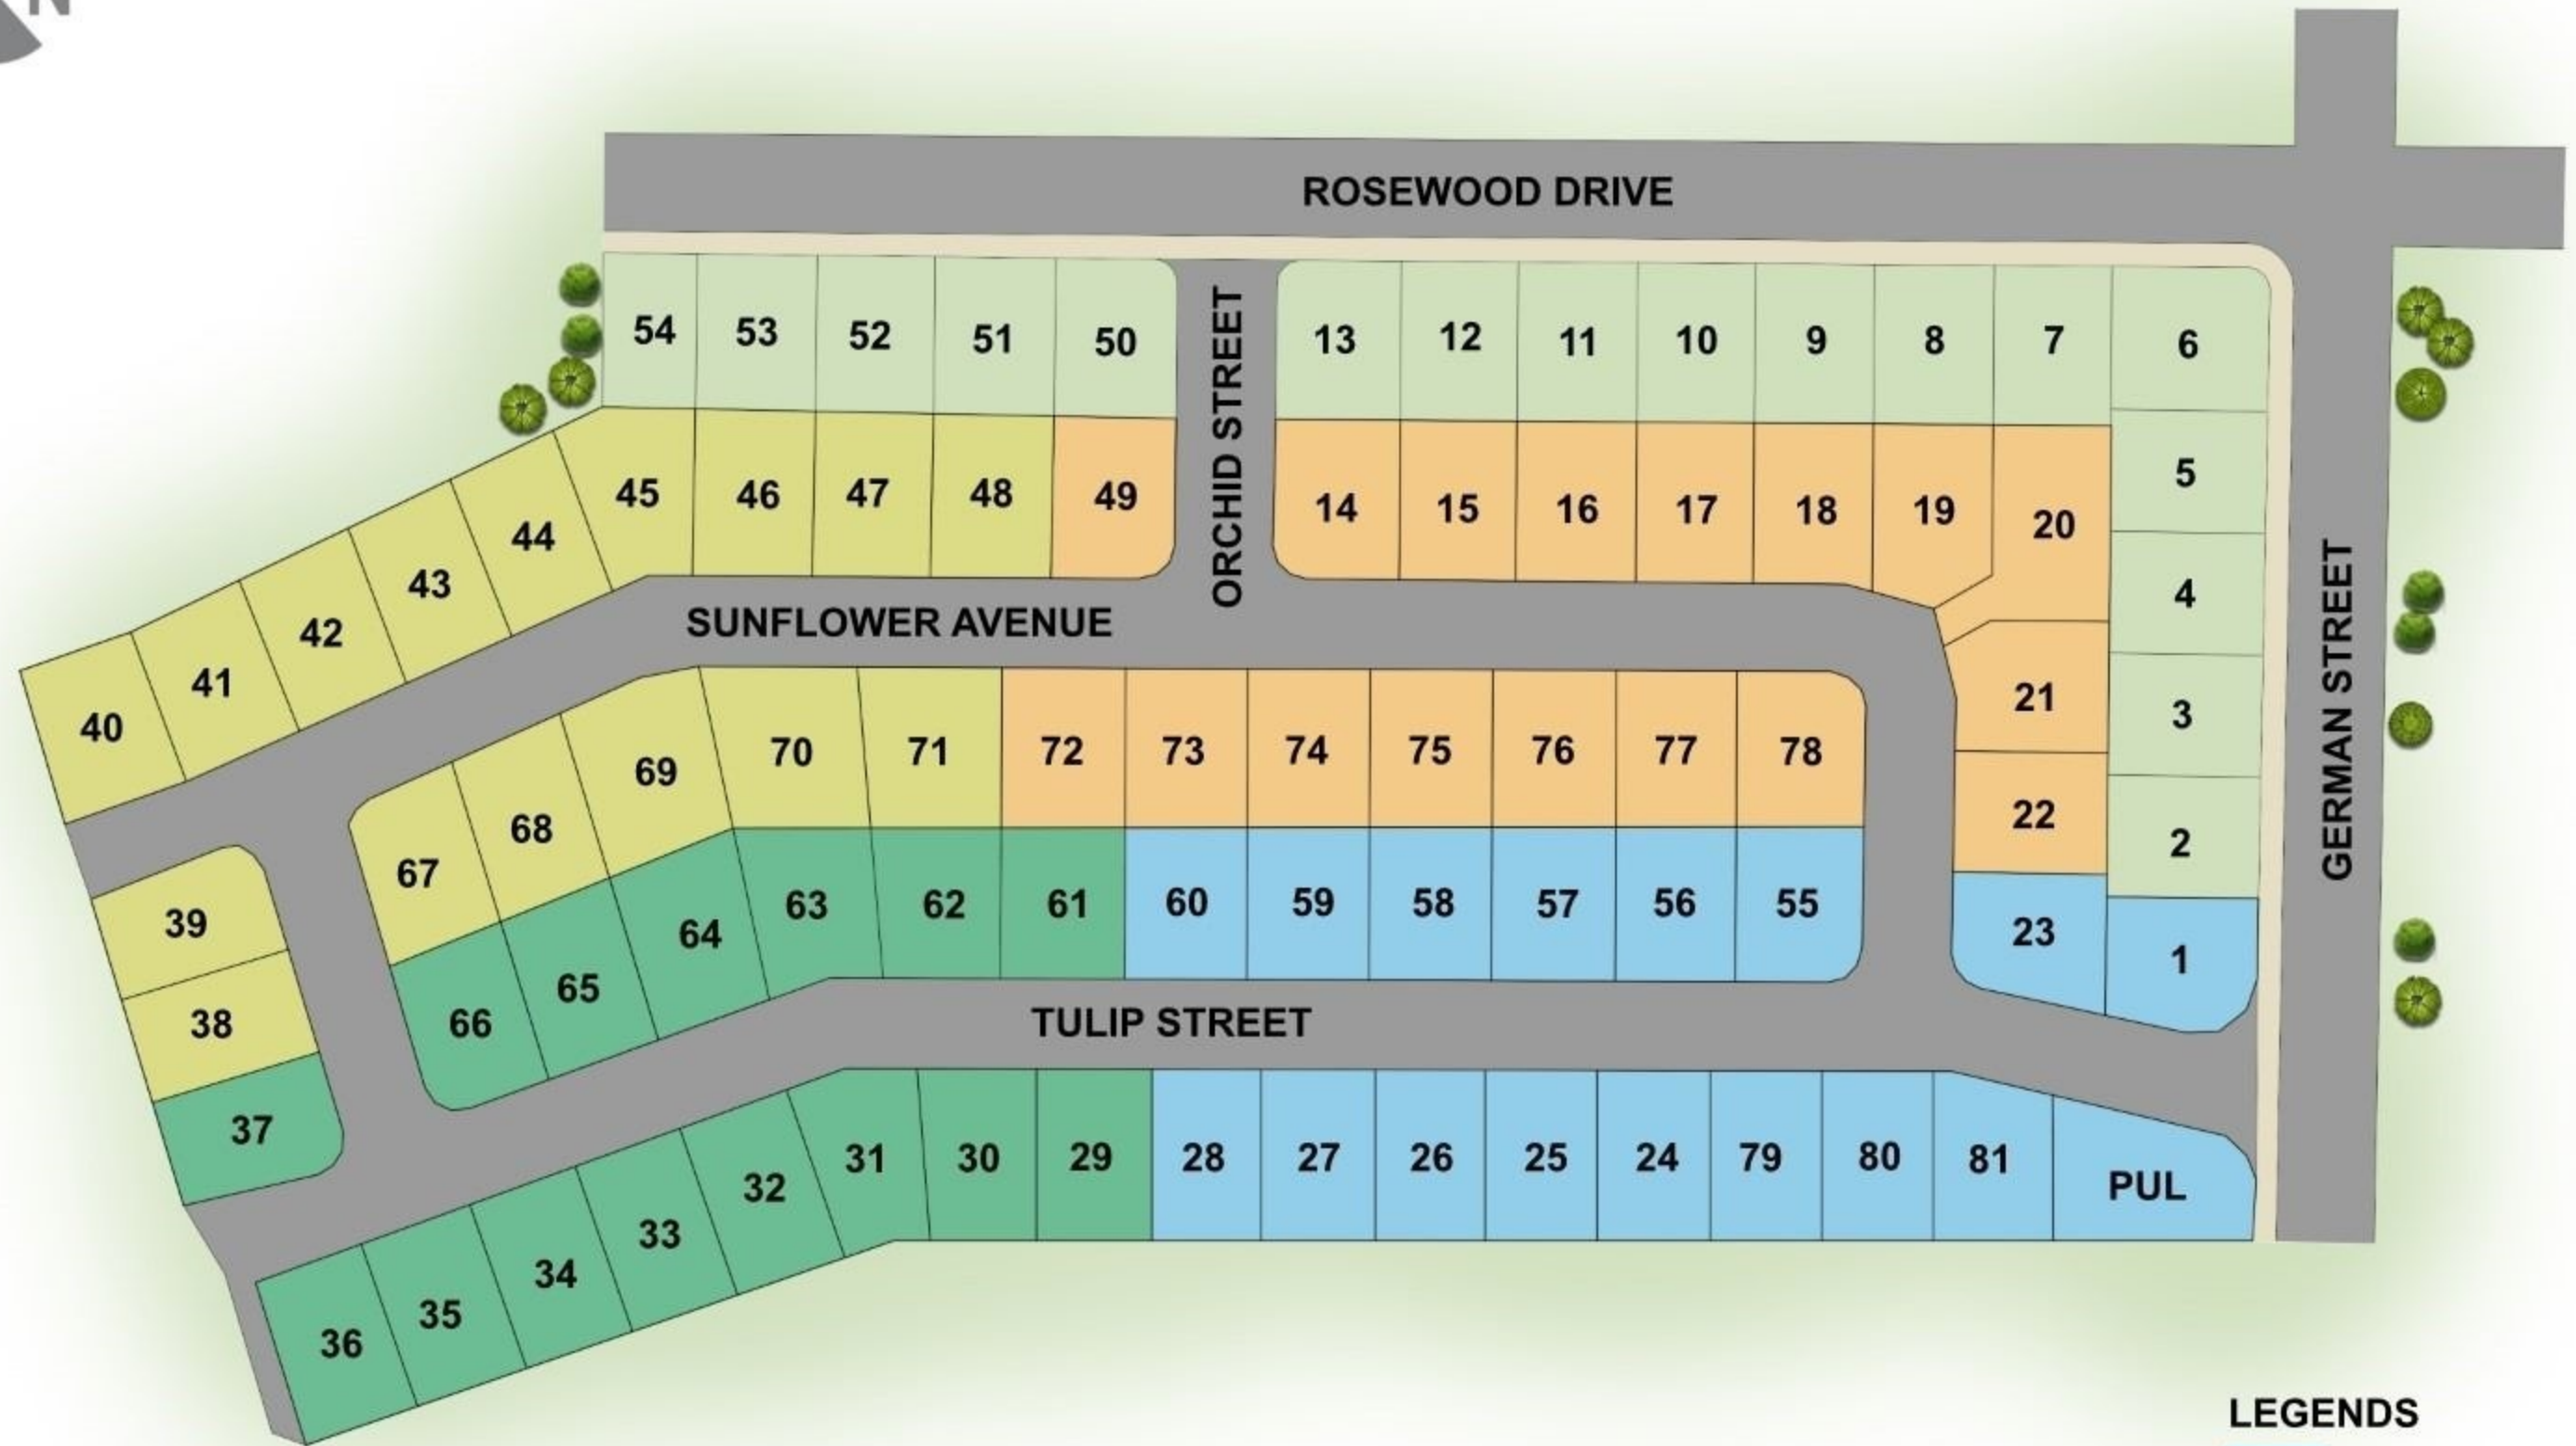 N
ROSEWOOD DRIVE
54 53 52 51 50
ORCHID STREET
13 12 11 10 9 8 7 6
45 46 47 48 49
14 15 16 17 18 19 20
5
4
3
2
1
GERMAN STREET
40 41 42 43 44
SUNFLOWER AVENUE
21
22
23
67 68 69 70 71 72 73 74 75 76 77 78
39
38
37
66 65 64 63 62 61 60 59 58 57 56 55
TULIP STREET
36 35 34 33 32 31 30 29 28 27 26 25 24 79 80 81 PUL
LEGENDS